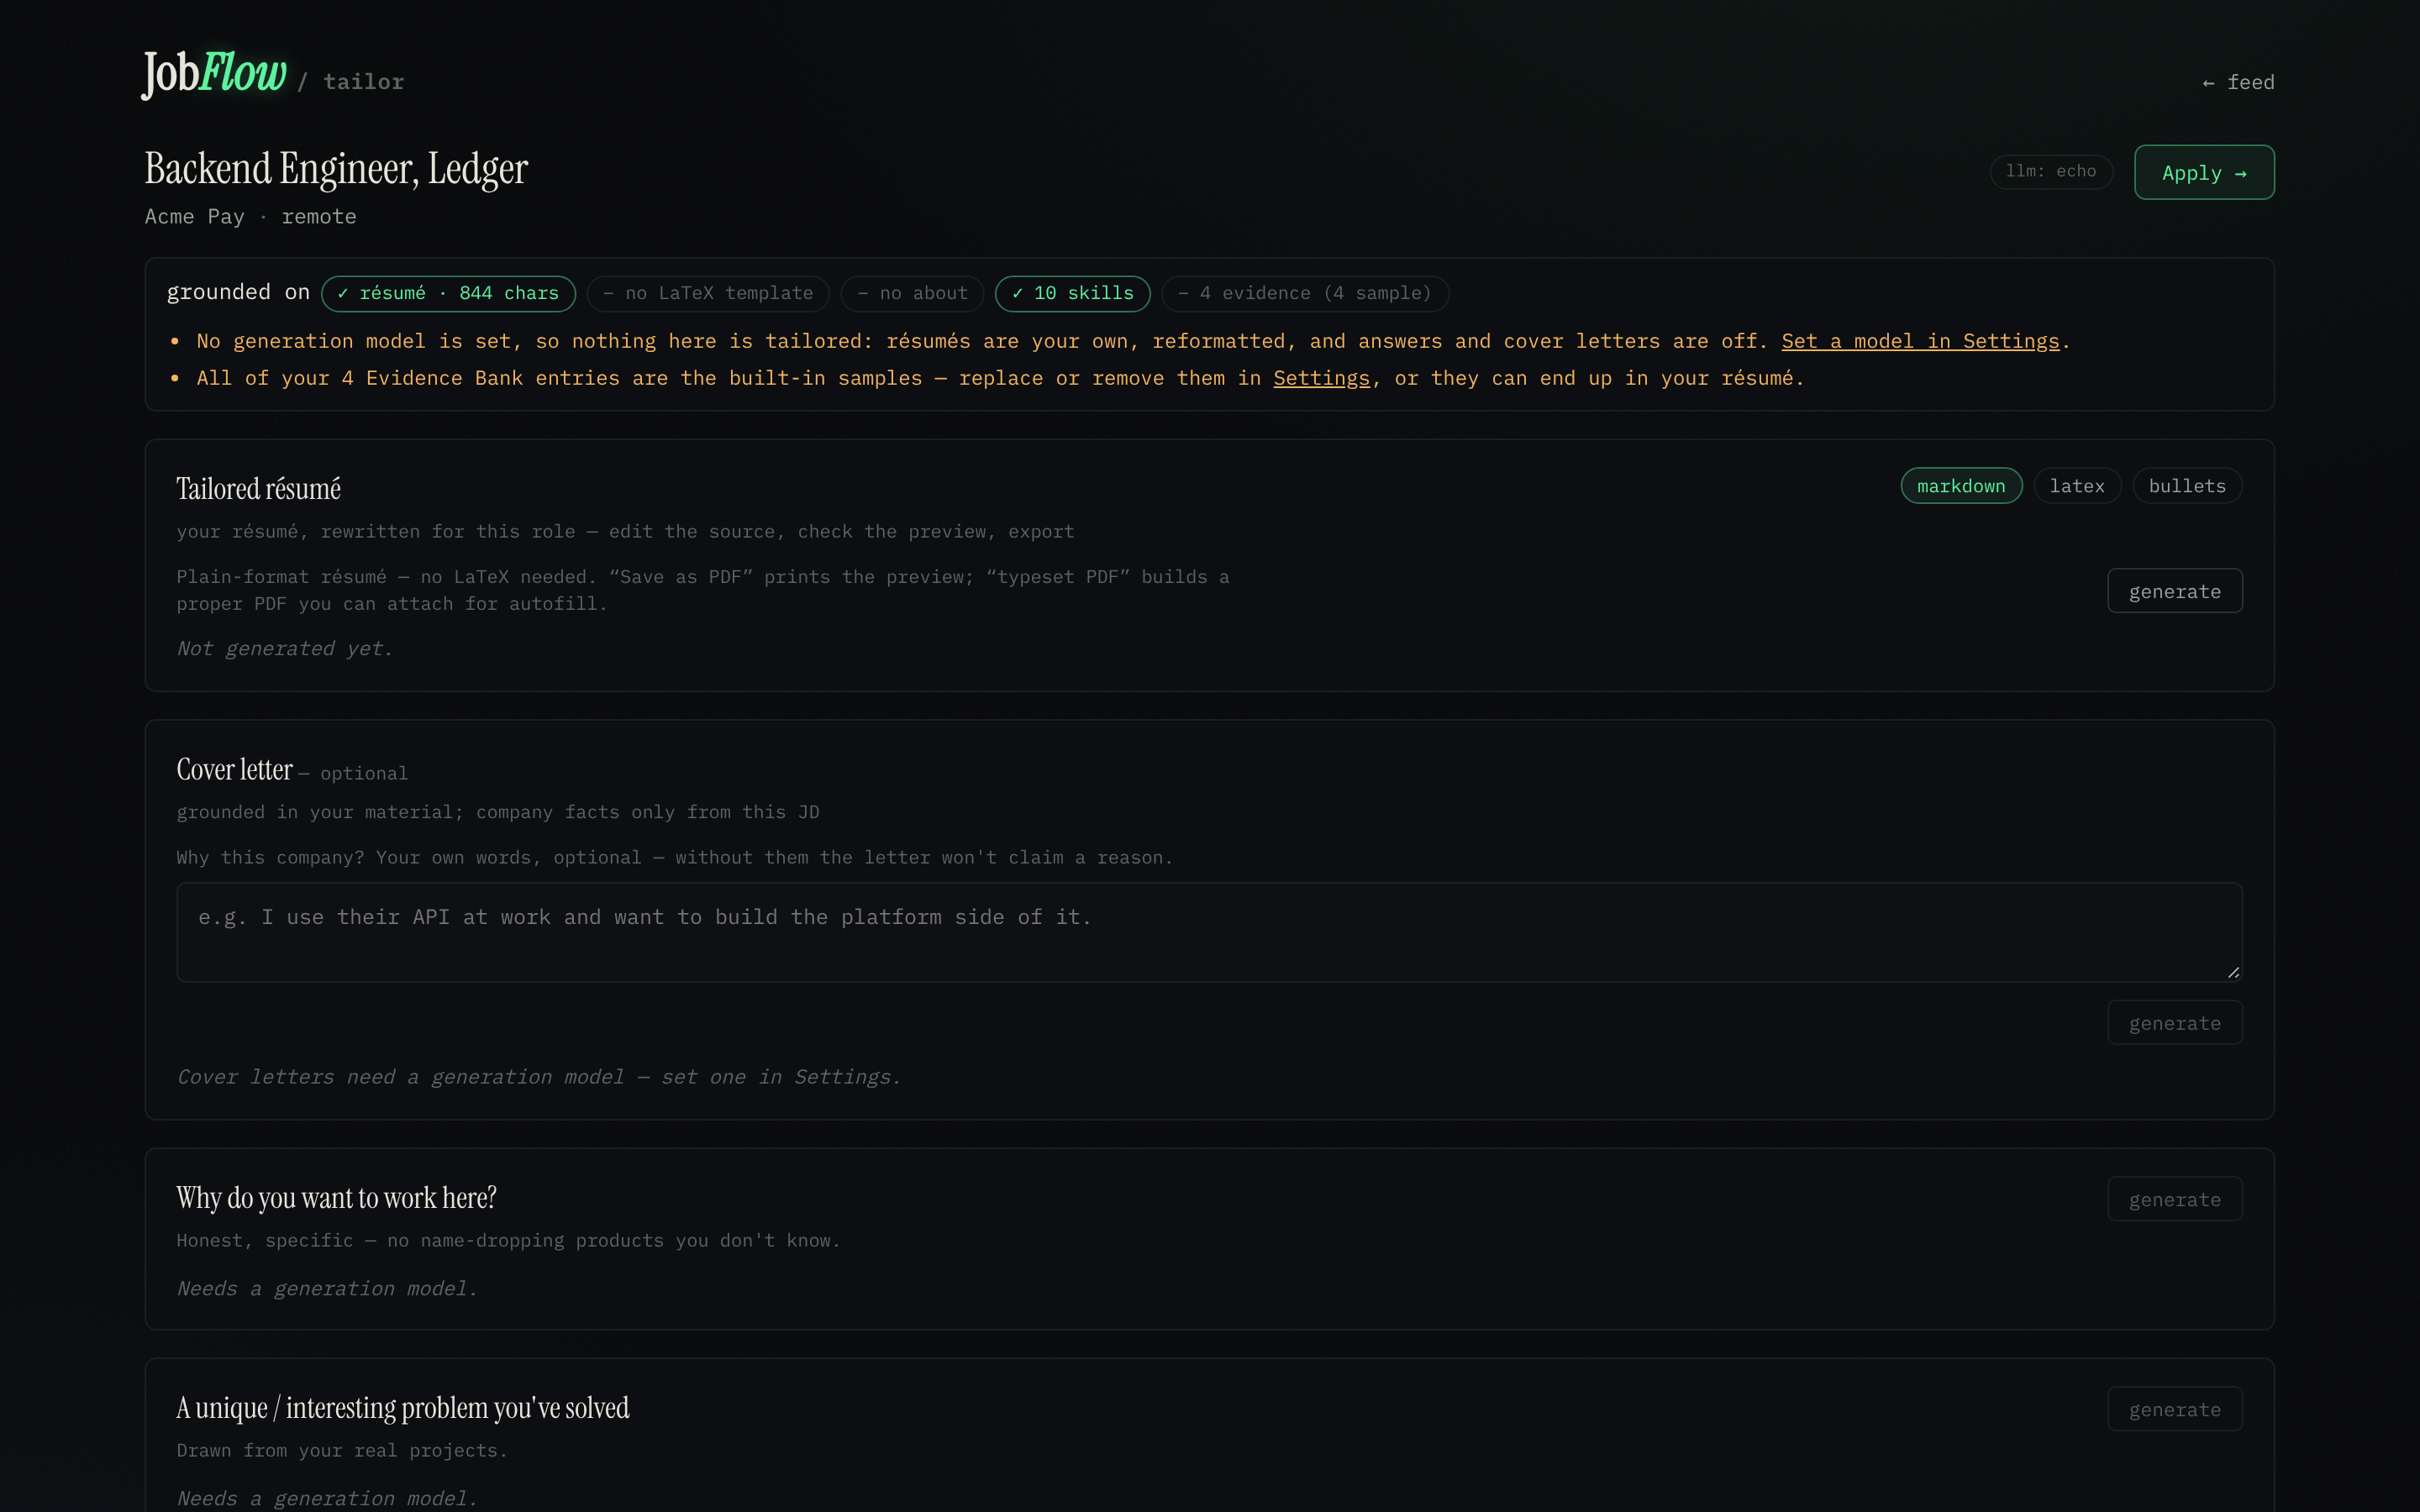 JobFlow / tailor
← feed
Backend Engineer, Ledger
llm: echo
Apply →
Acme Pay · remote
grounded on ✓ résumé · 844 chars – no LaTeX template – no about ✓ 10 skills – 4 evidence (4 sample)
• No generation model is set, so nothing here is tailored: résumés are your own, reformatted, and answers and cover letters are off. Set a model in Settings.
• All of your 4 Evidence Bank entries are the built-in samples — replace or remove them in Settings, or they can end up in your résumé.
Tailored résumé
markdown latex bullets
your résumé, rewritten for this role — edit the source, check the preview, export
Plain-format résumé — no LaTeX needed. “Save as PDF” prints the preview; “typeset PDF” builds a
proper PDF you can attach for autofill.
generate
Not generated yet.
Cover letter — optional
grounded in your material; company facts only from this JD
Why this company? Your own words, optional — without them the letter won't claim a reason.
e.g. I use their API at work and want to build the platform side of it.
generate
Cover letters need a generation model — set one in Settings.
Why do you want to work here?
generate
Honest, specific — no name-dropping products you don't know.
Needs a generation model.
A unique / interesting problem you've solved
generate
Drawn from your real projects.
Needs a generation model.